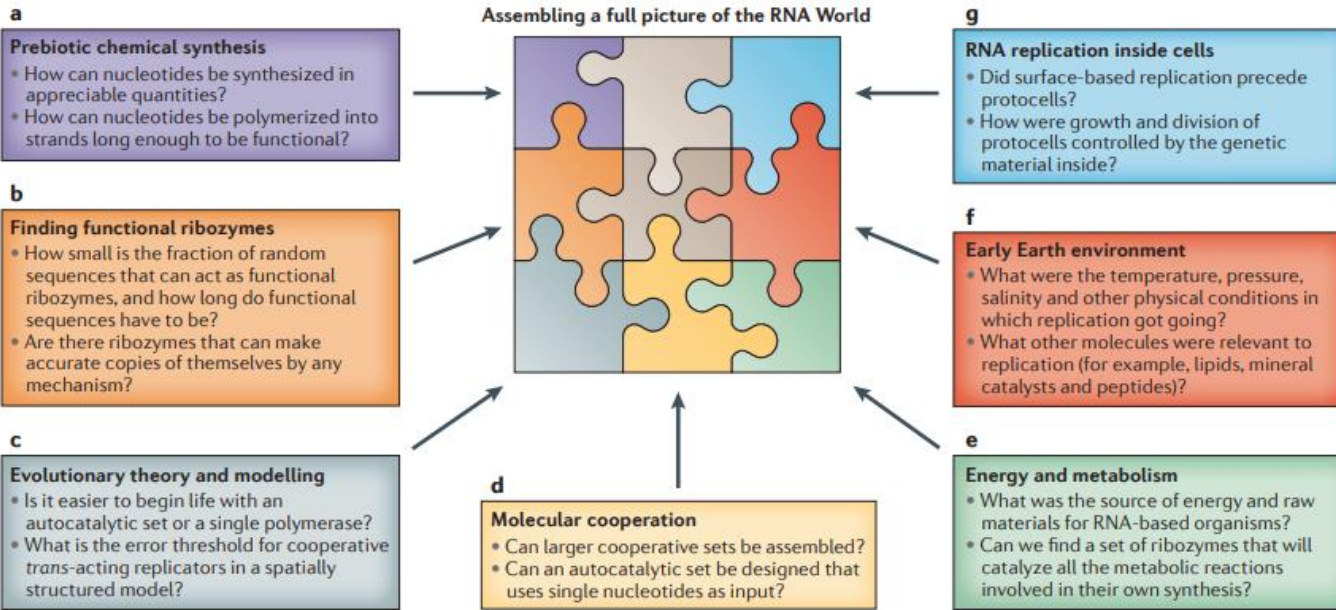 Assembling a full picture of the RNA World
a
Prebiotic chemical synthesis
• How can nucleotides be synthesized in
appreciable quantities?
• How can nucleotides be polymerized into
strands long enough to be functional?
b
Finding functional ribozymes
• How small is the fraction of random
sequences that can act as functional
ribozymes, and how long do functional
sequences have to be?
• Are there ribozymes that can make
accurate copies of themselves by any
mechanism?
c
Evolutionary theory and modelling
• Is it easier to begin life with an
autocatalytic set or a single polymerase?
• What is the error threshold for cooperative
trans-acting replicators in a spatially
structured model?
d
Molecular cooperation
• Can larger cooperative sets be assembled?
• Can an autocatalytic set be designed that
uses single nucleotides as input?
e
Energy and metabolism
• What was the source of energy and raw
materials for RNA-based organisms?
• Can we find a set of ribozymes that will
catalyze all the metabolic reactions
involved in their own synthesis?
f
Early Earth environment
• What were the temperature, pressure,
salinity and other physical conditions in
which replication got going?
• What other molecules were relevant to
replication (for example, lipids, mineral
catalysts and peptides)?
g
RNA replication inside cells
• Did surface-based replication precede
protocells?
• How were growth and division of
protocells controlled by the genetic
material inside?